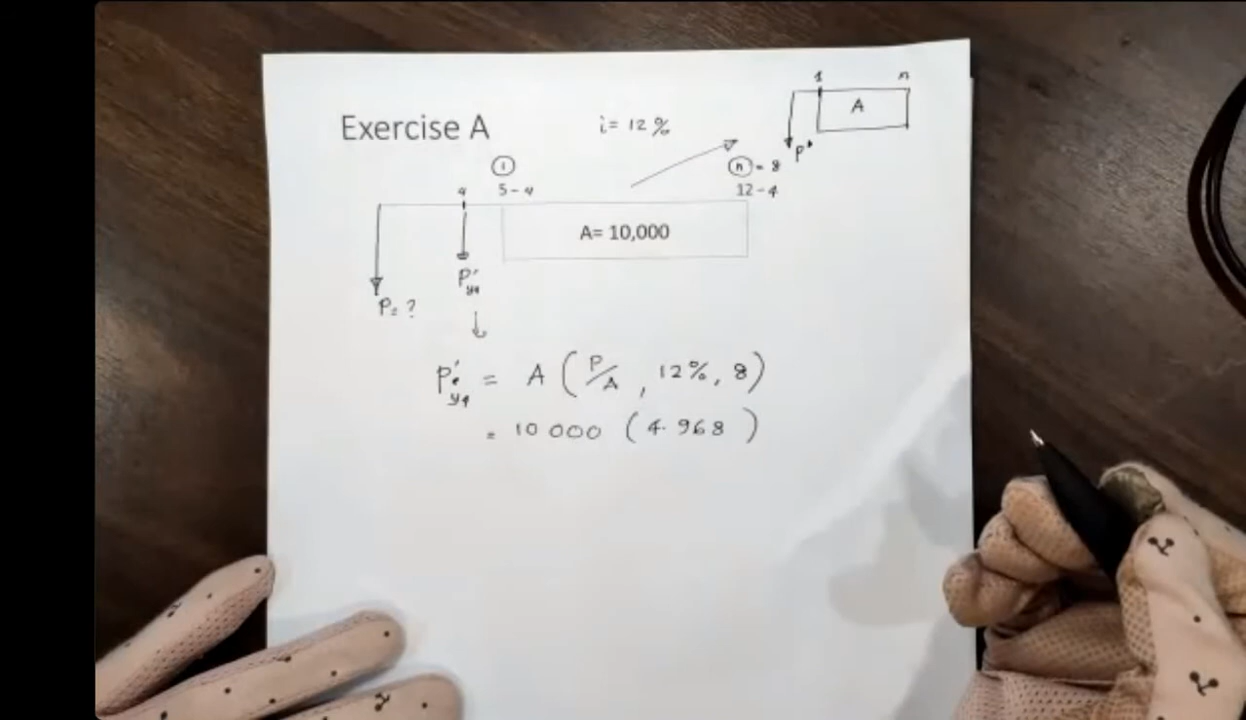 Exercise A
i= 12%
1 n
A
P*
1
n = 8
4 5-4 12-4
A= 10,000
P'y4
P= ?
P'y4 = A (P/A, 12%, 8)
= 10 000 (4.968)